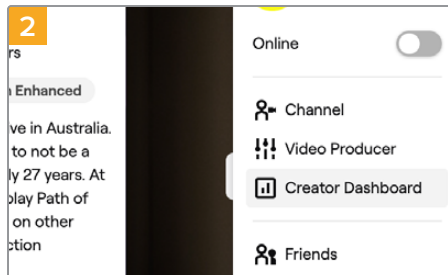 2
rs
Enhanced
ve in Australia.
to not be a
ly 27 years. At
play Path of
on other
ction
Online
Channel
Video Producer
Creator Dashboard
Friends